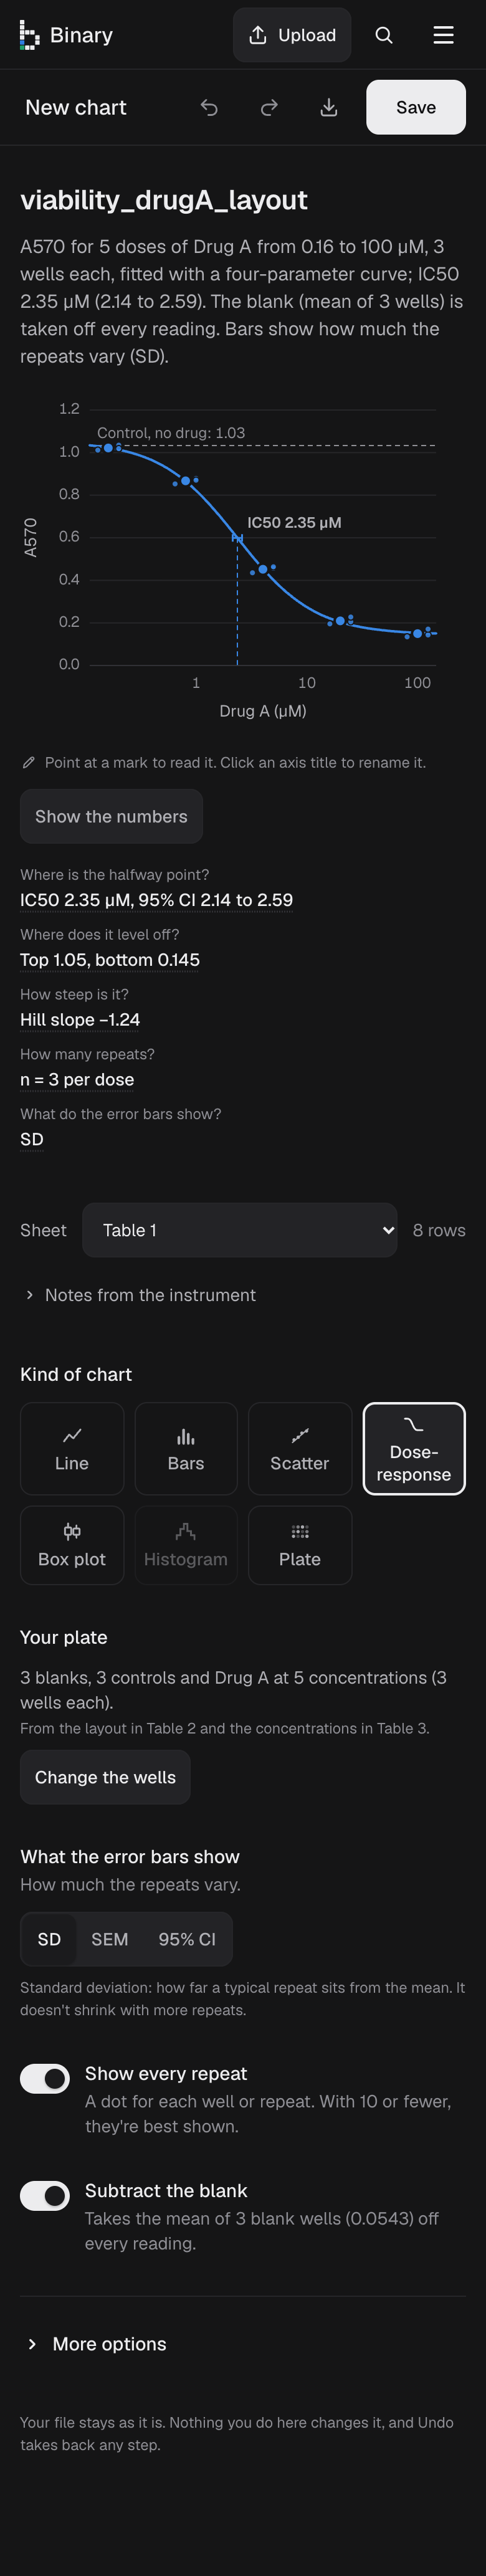 Binary
Upload
New chart
Save
viability_drugA_layout
A570 for 5 doses of Drug A from 0.16 to 100 µM, 3
wells each, fitted with a four-parameter curve; IC50
2.35 µM (2.14 to 2.59). The blank (mean of 3 wells) is
taken off every reading. Bars show how much the
repeats vary (SD).
1.2
Control, no drug: 1.03
1.0
0.8
IC50 2.35 µM
0.6
A570
0.4
0.2
0.0
1
10
100
Drug A (µM)
Point at a mark to read it. Click an axis title to rename it.
Show the numbers
Where is the halfway point?
IC50 2.35 µM, 95% CI 2.14 to 2.59
Where does it level off?
Top 1.05, bottom 0.145
How steep is it?
Hill slope −1.24
How many repeats?
n = 3 per dose
What do the error bars show?
SD
Sheet
Table 1
8 rows
Notes from the instrument
Kind of chart
Line
Bars
Scatter
Dose-
response
Box plot
Histogram
Plate
Your plate
3 blanks, 3 controls and Drug A at 5 concentrations (3
wells each).
From the layout in Table 2 and the concentrations in Table 3.
Change the wells
What the error bars show
How much the repeats vary.
SD
SEM
95% CI
Standard deviation: how far a typical repeat sits from the mean. It
doesn't shrink with more repeats.
Show every repeat
A dot for each well or repeat. With 10 or fewer,
they're best shown.
Subtract the blank
Takes the mean of 3 blank wells (0.0543) off
every reading.
More options
Your file stays as it is. Nothing you do here changes it, and Undo
takes back any step.